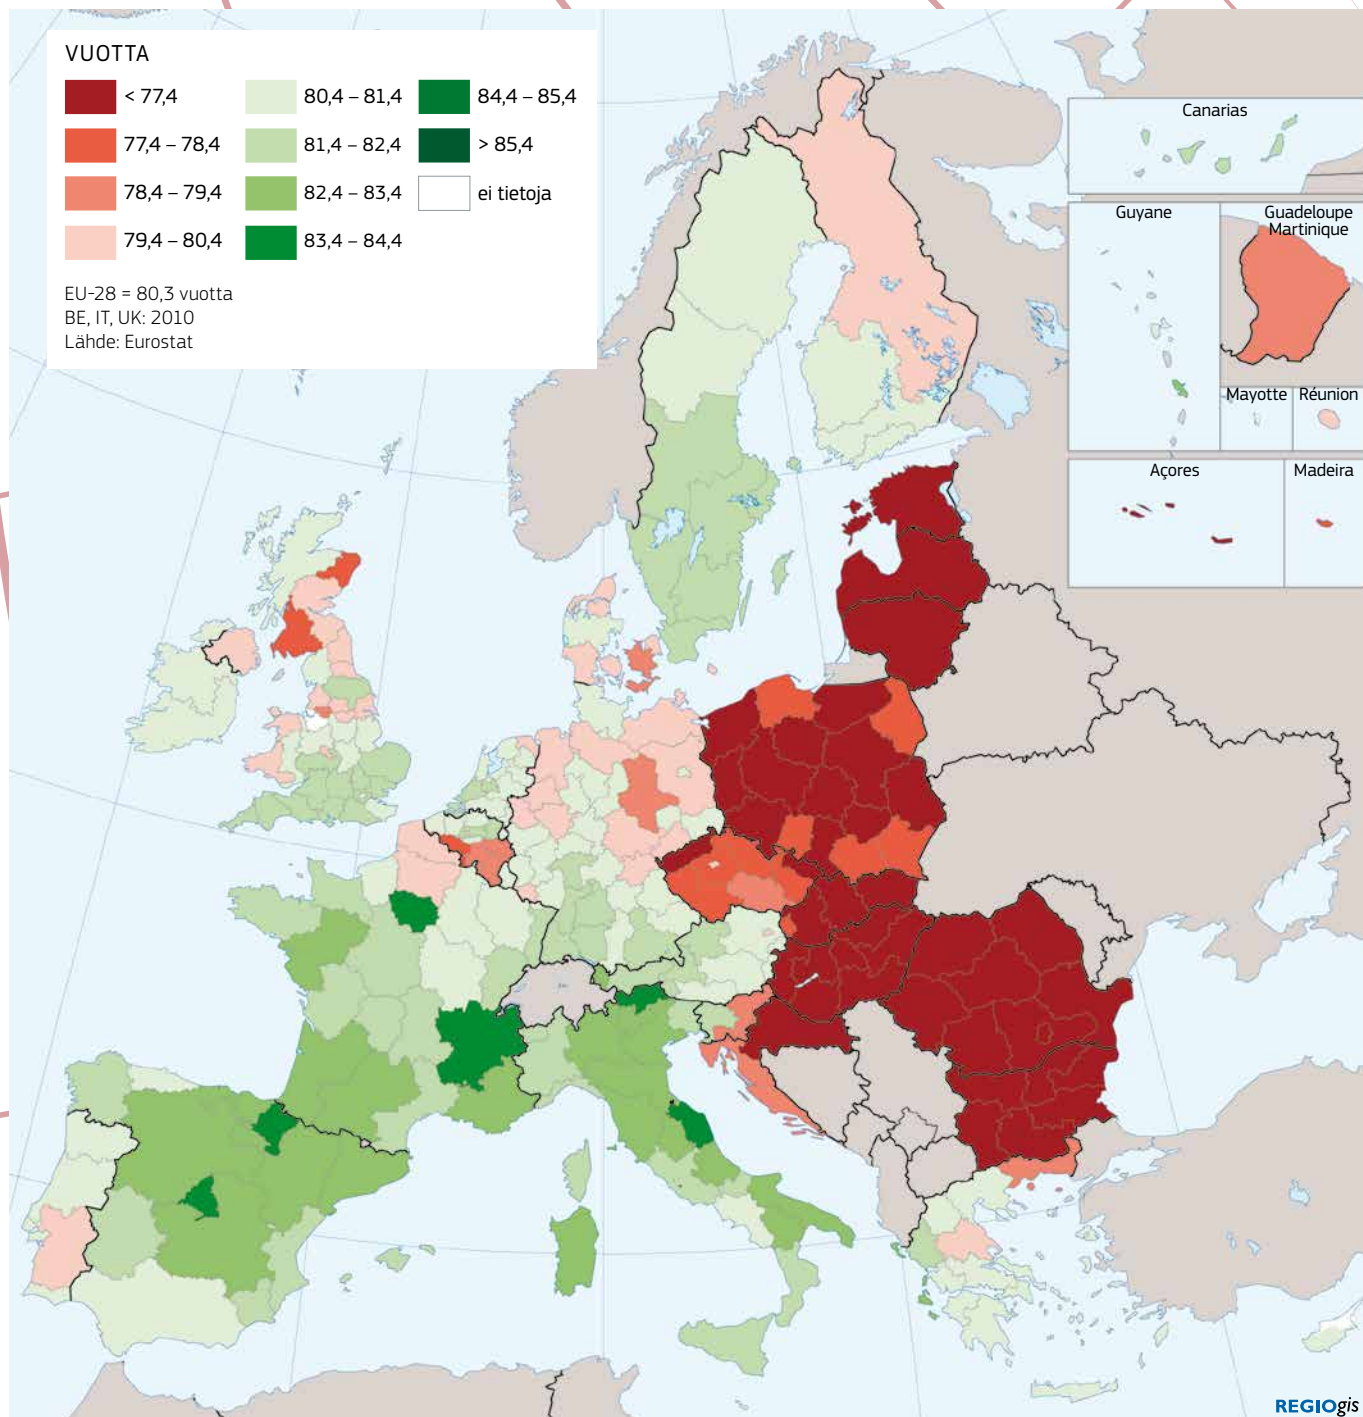 VUOTTA
< 77,4
77,4 – 78,4
78,4 – 79,4
79,4 – 80,4
80,4 – 81,4
81,4 – 82,4
82,4 – 83,4
83,4 – 84,4
84,4 – 85,4
> 85,4
ei tietoja
EU-28 = 80,3 vuotta
BE, IT, UK: 2010
Lähde: Eurostat
Canarias
Guyane
Guadeloupe
Martinique
Mayotte
Réunion
Açores
Madeira
REGIOgis